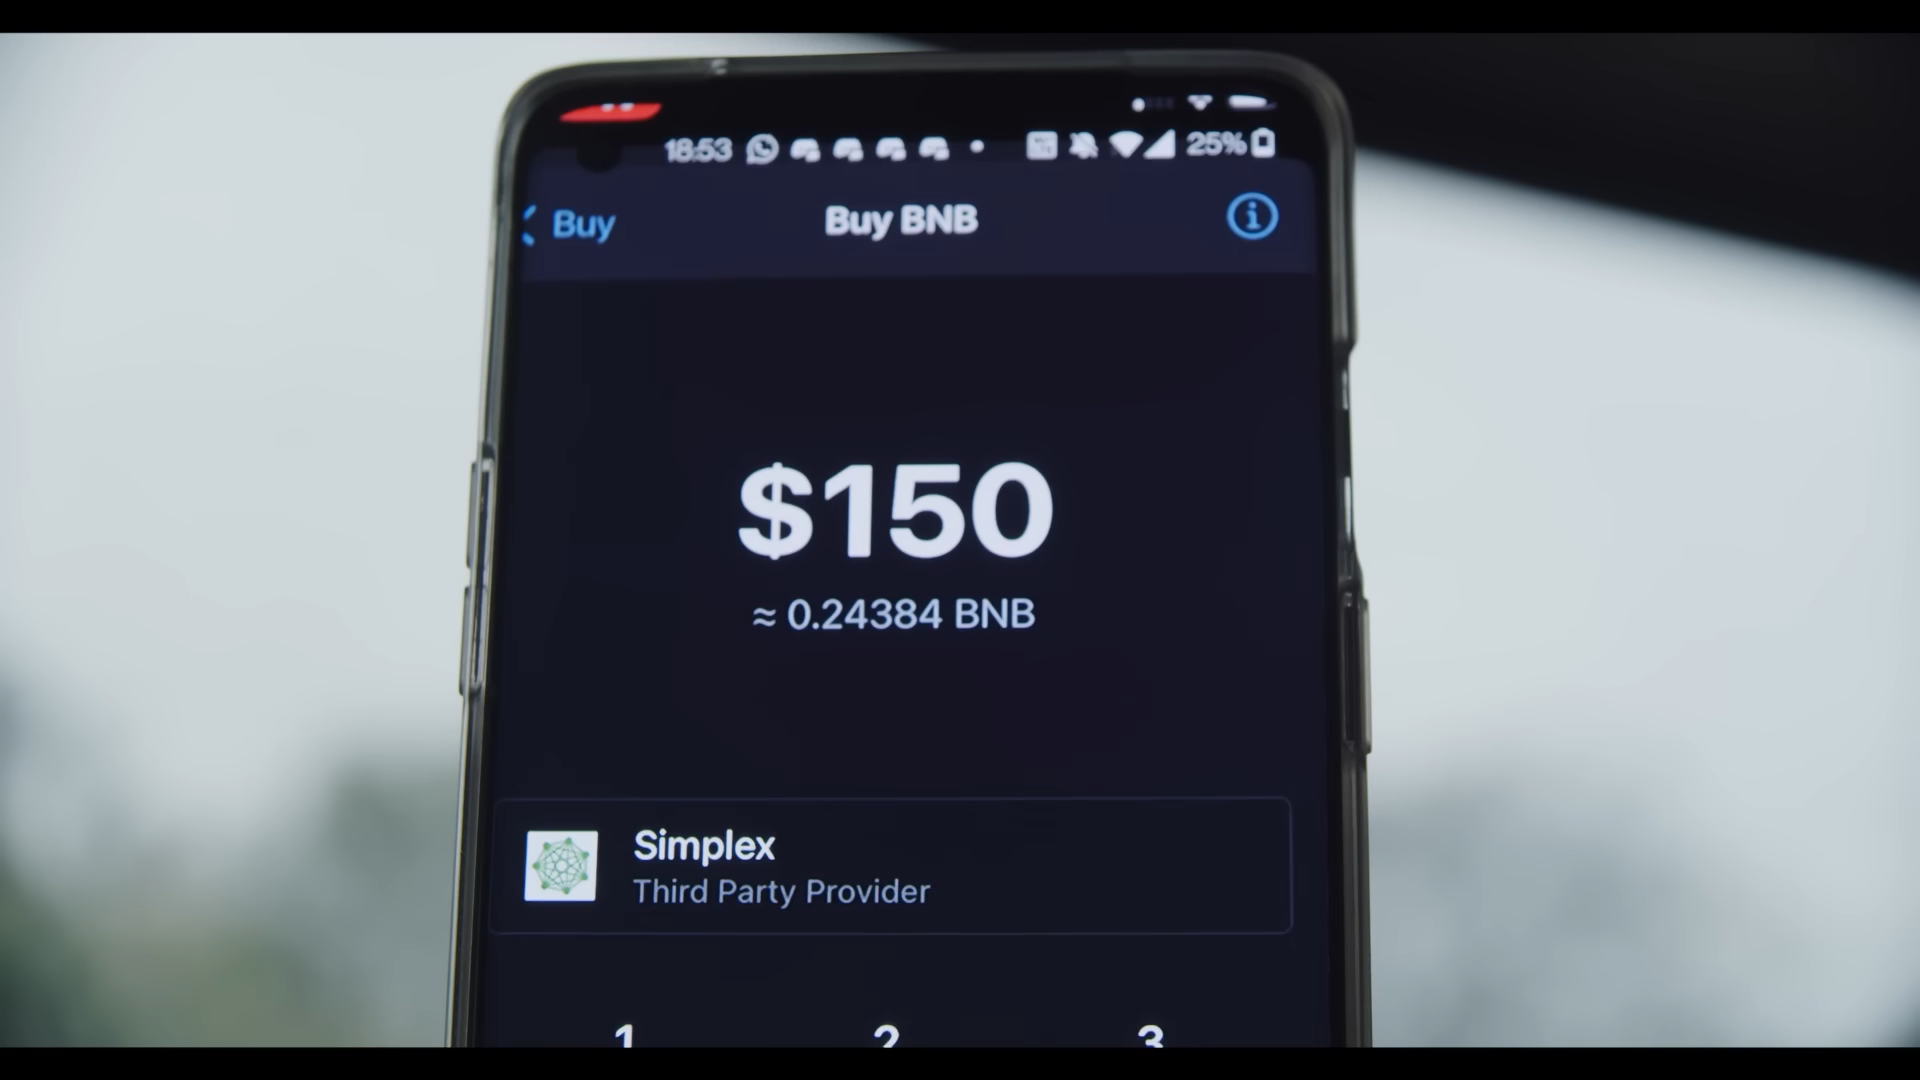 18:53 25%
Buy Buy BNB
$150
≈ 0.24384 BNB
Simplex
Third Party Provider
1 2 3